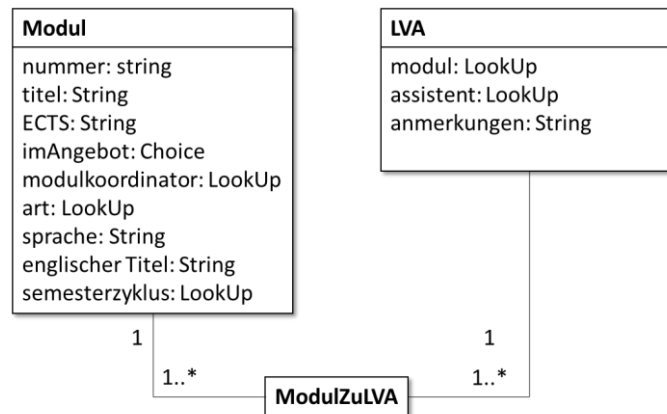 Modul
nummer: string
titel: String
ECTS: String
imAngebot: Choice
modulkoordinator: LookUp
art: LookUp
sprache: String
englischer Titel: String
semesterzyklus: LookUp
LVA
modul: LookUp
assistent: LookUp
anmerkungen: String
1
1
1..*
1..*
ModulZuLVA